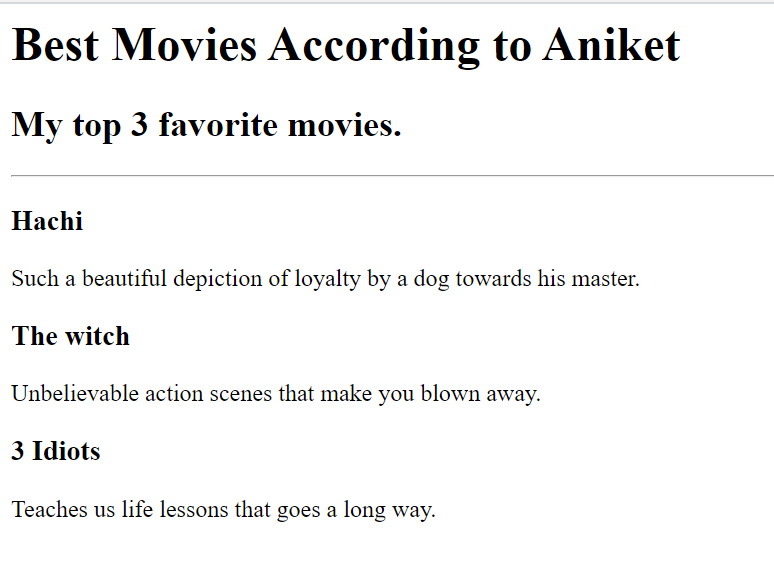 Best Movies According to Aniket
My top 3 favorite movies.
Hachi
Such a beautiful depiction of loyalty by a dog towards his master.
The witch
Unbelievable action scenes that make you blown away.
3 Idiots
Teaches us life lessons that goes a long way.